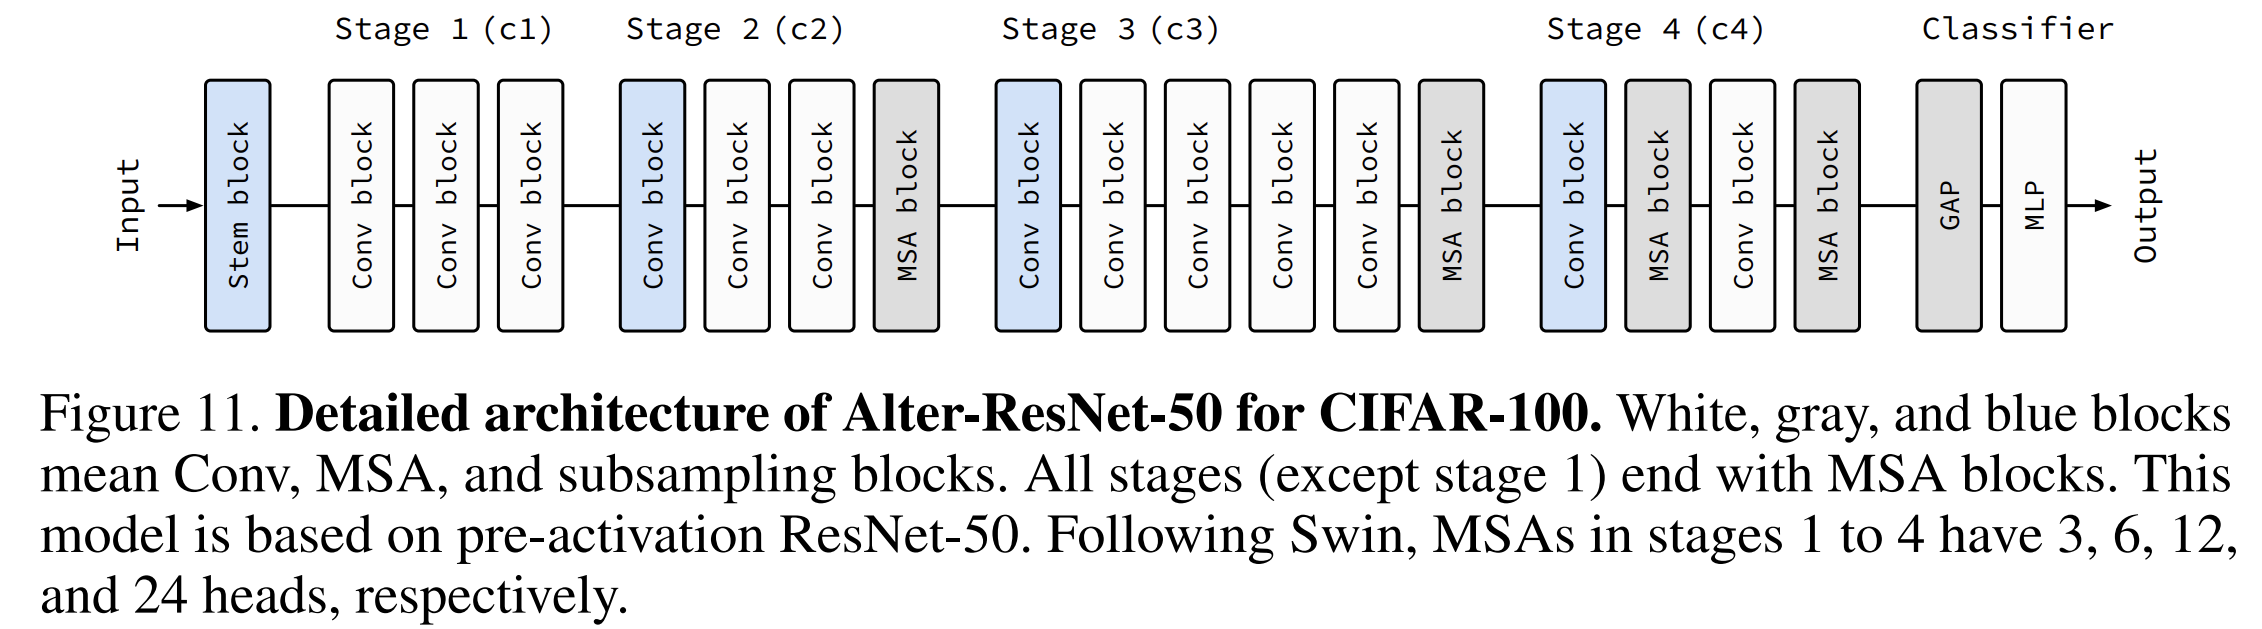 Stage 1 (c1) Stage 2 (c2) Stage 3 (c3) Stage 4 (c4) Classifier
Input
Stem block
Conv block
Conv block
Conv block
Conv block
Conv block
Conv block
MSA block
Conv block
Conv block
Conv block
Conv block
Conv block
MSA block
Conv block
MSA block
Conv block
MSA block
GAP
MLP
Output
Figure 11. Detailed architecture of Alter-ResNet-50 for CIFAR-100. White, gray, and blue blocks
mean Conv, MSA, and subsampling blocks. All stages (except stage 1) end with MSA blocks. This
model is based on pre-activation ResNet-50. Following Swin, MSAs in stages 1 to 4 have 3, 6, 12,
and 24 heads, respectively.